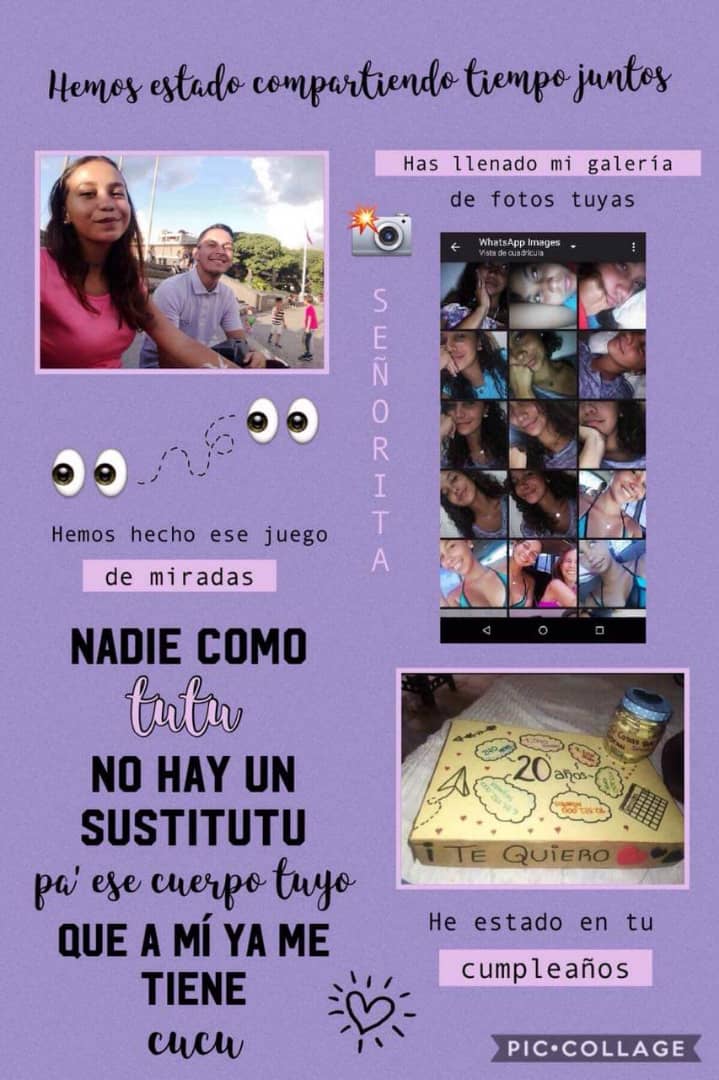 Hemos estado compartiendo tiempo juntos
Has llenado mi galería
de fotos tuyas
WhatsApp Images
Vista de cuadrícula
SEÑORITA
Hemos hecho ese juego
de miradas
NADIE COMO
tutu
NO HAY UN
SUSTITUTU
pa' ese cuerpo tuyo
QUE A MÍ YA ME
TIENE
cucu
20
años
TE QUIERO
He estado en tu
cumpleaños
PIC•COLLAGE